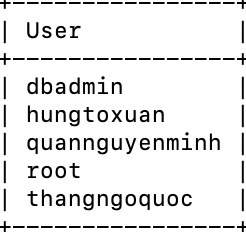 +----------------+
| User           |
+----------------+
| dbadmin        |
| hungtoxuan     |
| quannguyenminh |
| root           |
| thangngoquoc   |
+----------------+